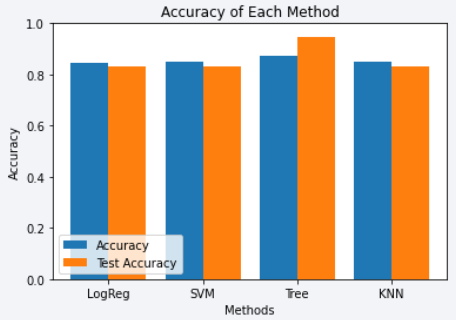 Accuracy of Each Method
1.0
0.8
0.6
0.4
0.2
0.0
Accuracy
Accuracy
Test Accuracy
LogReg SVM Tree KNN
Methods